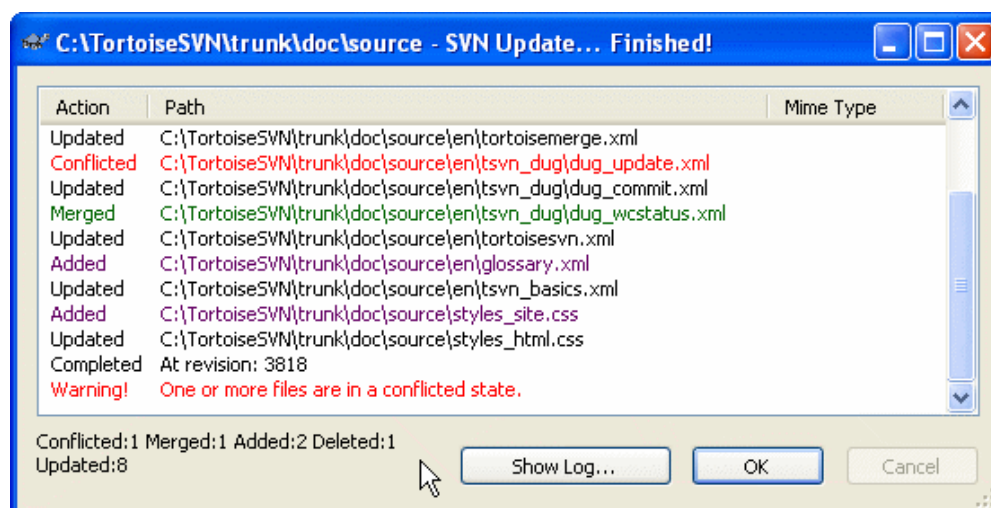 C:\TortoiseSVN\trunk\doc\source - SVN Update... Finished!
Action Path Mime Type
Updated C:\TortoiseSVN\trunk\doc\source\en\tortoisemerge.xml
Conflicted C:\TortoiseSVN\trunk\doc\source\en\tsvn_dug\dug_update.xml
Updated C:\TortoiseSVN\trunk\doc\source\en\tsvn_dug\dug_commit.xml
Merged C:\TortoiseSVN\trunk\doc\source\en\tsvn_dug\dug_wcstatus.xml
Updated C:\TortoiseSVN\trunk\doc\source\en\tortoisesvn.xml
Added C:\TortoiseSVN\trunk\doc\source\en\glossary.xml
Updated C:\TortoiseSVN\trunk\doc\source\en\tsvn_basics.xml
Added C:\TortoiseSVN\trunk\doc\source\styles_site.css
Updated C:\TortoiseSVN\trunk\doc\source\styles_html.css
Completed At revision: 3818
Warning! One or more files are in a conflicted state.
Conflicted:1 Merged:1 Added:2 Deleted:1
Updated:8
Show Log... OK Cancel